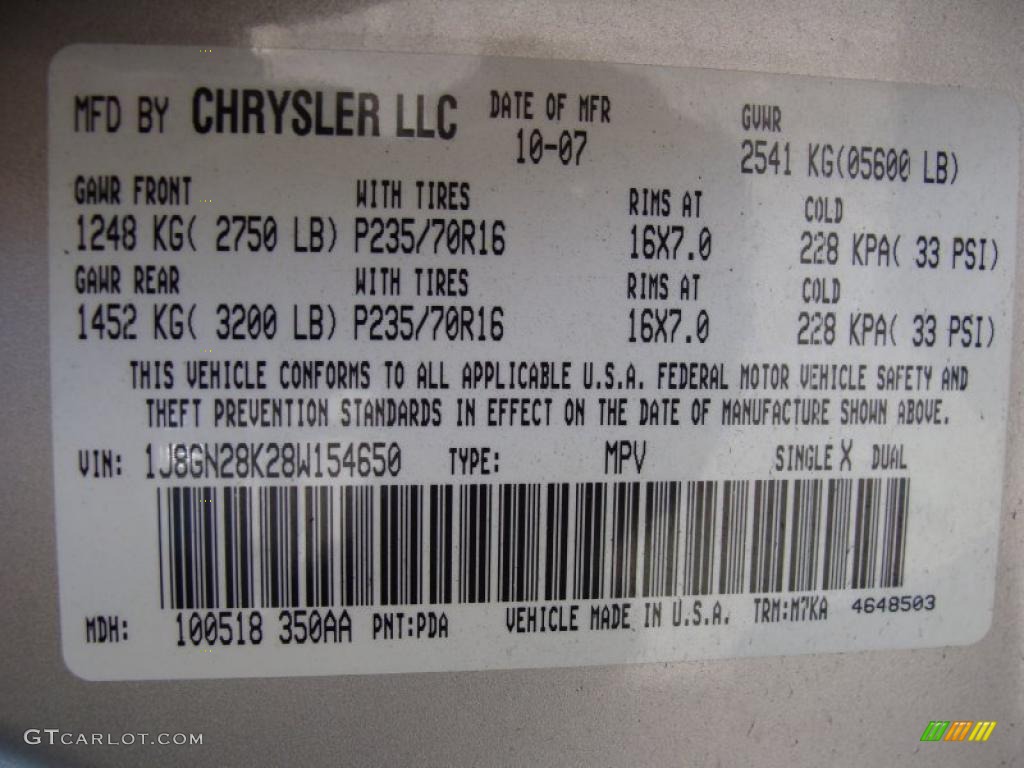 MFD BY CHRYSLER LLC DATE OF MFR GVWR
10-07 2541 KG(05600 LB)
GAWR FRONT WITH TIRES RIMS AT COLD
1248 KG( 2750 LB) P235/70R16 16X7.0 228 KPA( 33 PSI)
GAWR REAR WITH TIRES RIMS AT COLD
1452 KG( 3200 LB) P235/70R16 16X7.0 228 KPA( 33 PSI)
THIS VEHICLE CONFORMS TO ALL APPLICABLE U.S.A. FEDERAL MOTOR VEHICLE SAFETY AND
THEFT PREVENTION STANDARDS IN EFFECT ON THE DATE OF MANUFACTURE SHOWN ABOVE.
VIN: 1J8GN28K28W154650 TYPE: MPV SINGLE X DUAL
MDH: 100518 350AA PNT:PDA VEHICLE MADE IN U.S.A. TRM:M7KA 4648503
GTCARLOT.COM